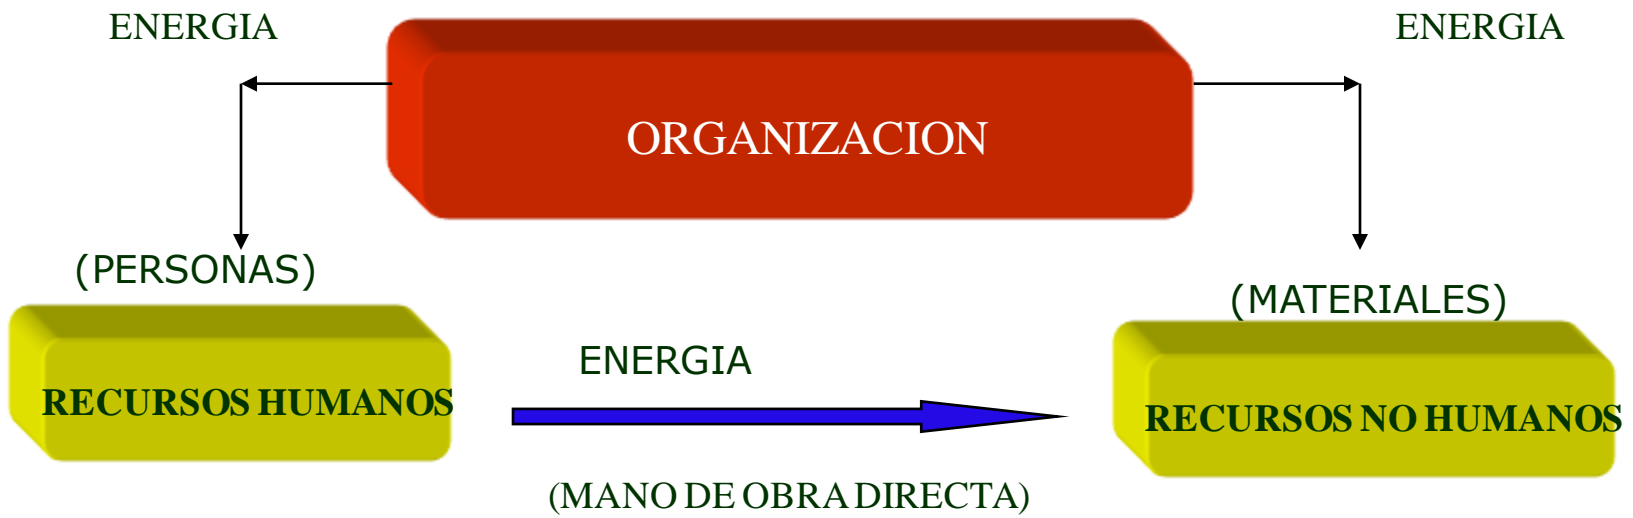 ENERGIA
ENERGIA
ORGANIZACION
(PERSONAS)
(MATERIALES)
RECURSOS HUMANOS
ENERGIA
RECURSOS NO HUMANOS
(MANO DE OBRA DIRECTA)